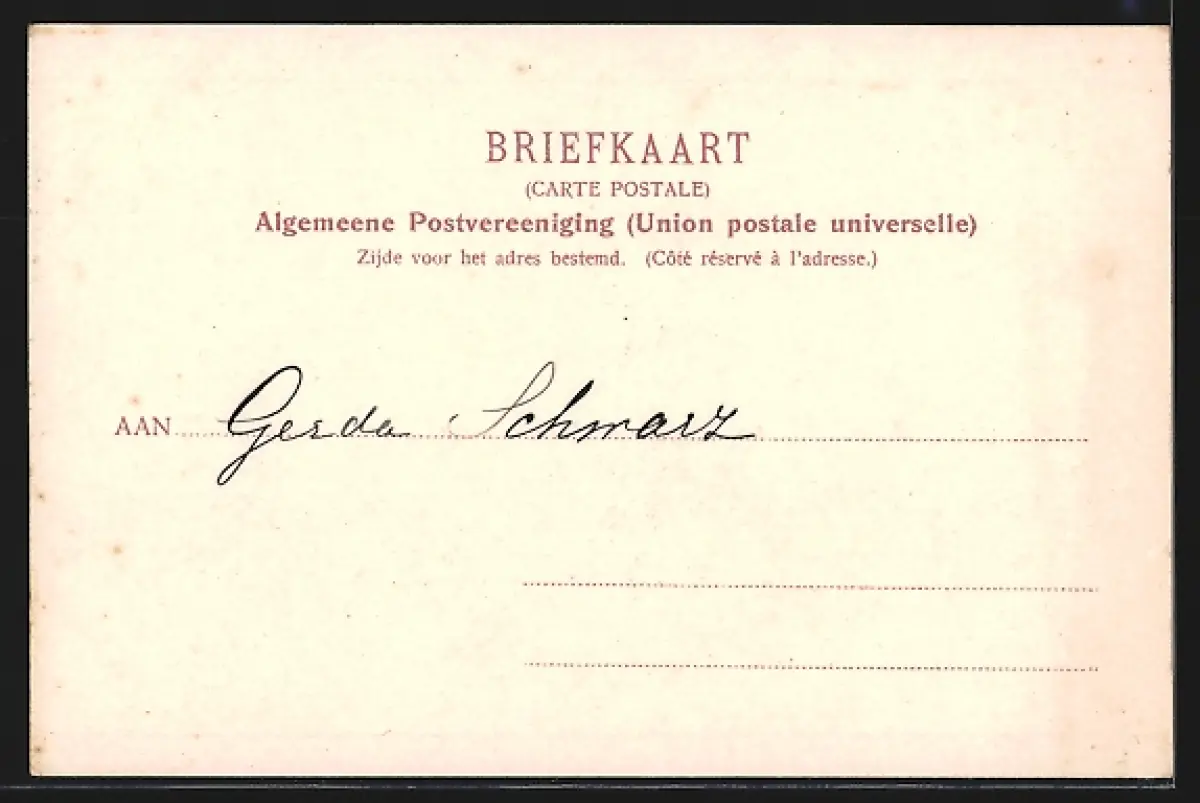 BRIEFKAART
(CARTE POSTALE)
Algemeene Postvereeniging (Union postale universelle)
Zijde voor het adres bestemd. (Côté réservé à l'adresse.)
AAN Gerda Schwarz